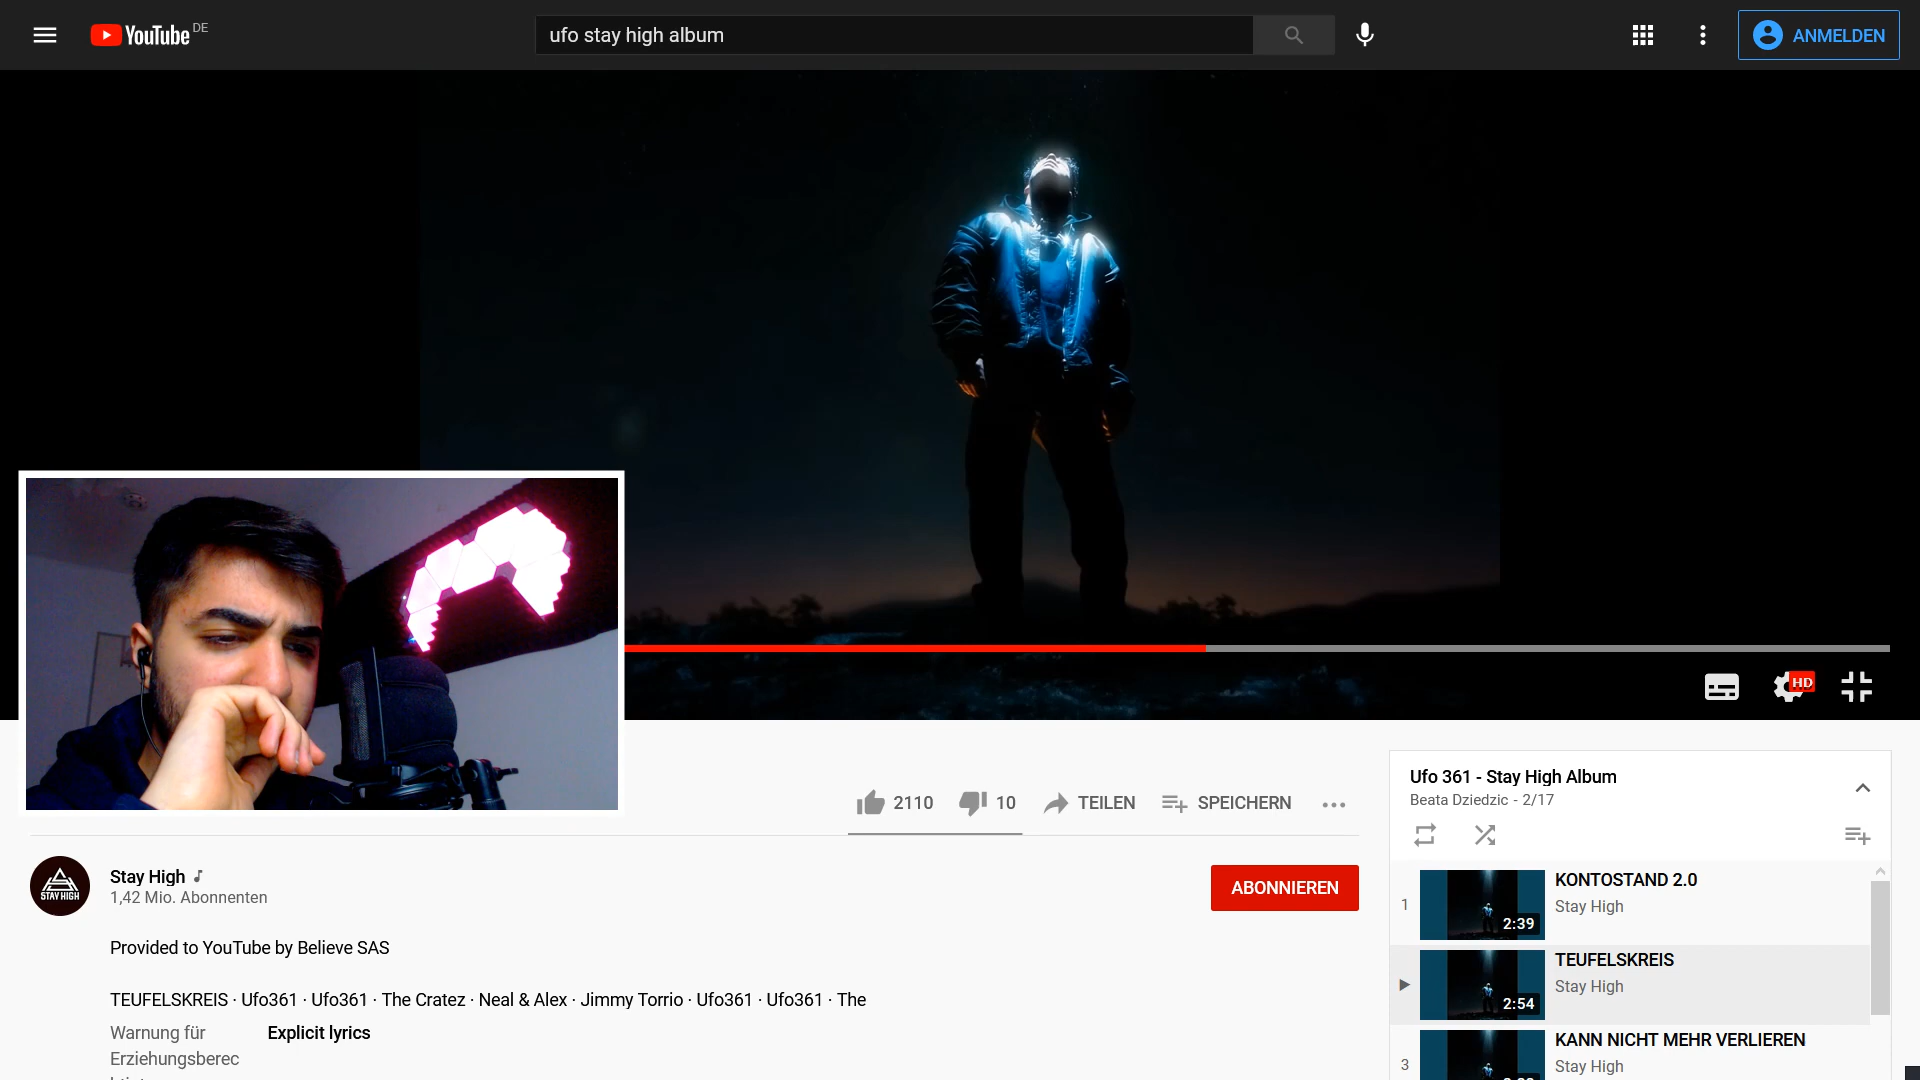 YouTube DE
ufo stay high album
ANMELDEN
HD
2110
10
TEILEN
SPEICHERN
Ufo 361 - Stay High Album
Beata Dziedzic - 2/17
STAY HIGH
Stay High
1,42 Mio. Abonnenten
ABONNIEREN
Provided to YouTube by Believe SAS
TEUFELSKREIS · Ufo361 · Ufo361 · The Cratez · Neal & Alex · Jimmy Torrio · Ufo361 · Ufo361 · The
Warnung für
Erziehungsberec
Explicit lyrics
1
2:39
KONTOSTAND 2.0
Stay High
2:54
TEUFELSKREIS
Stay High
3
KANN NICHT MEHR VERLIEREN
Stay High